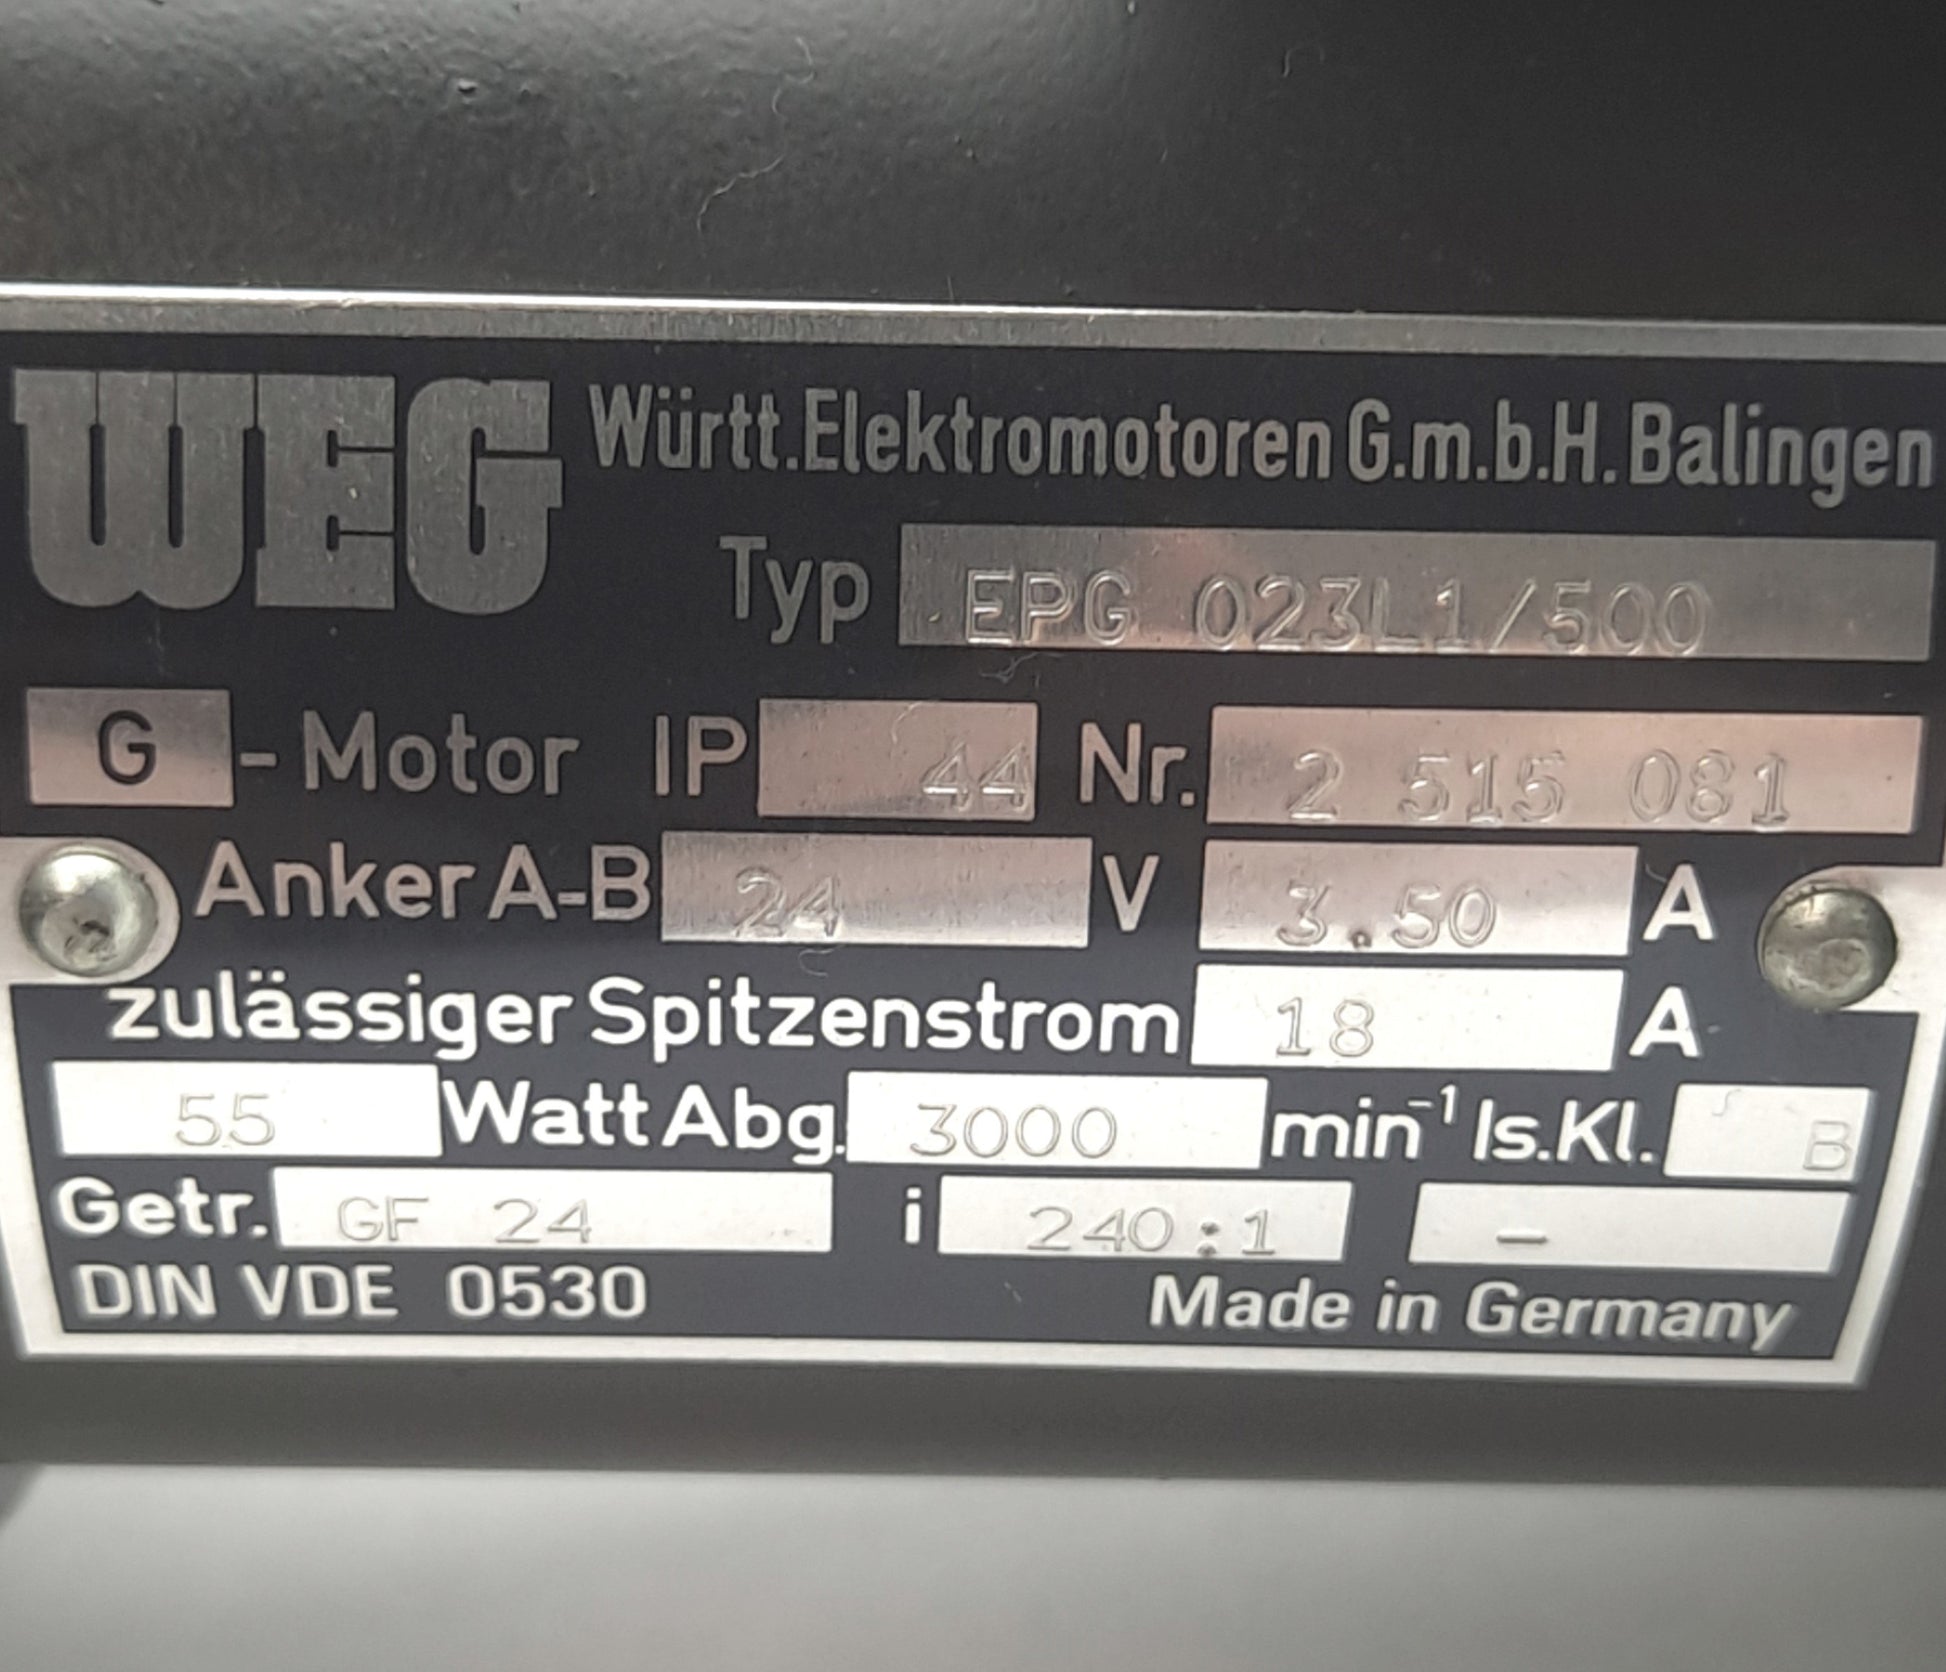 WEG Württ.Elektromotoren G.m.b.H. Balingen
Typ EPG 023L1/500
G - Motor IP 44 Nr. 2 515 081
Anker A-B 24 V 3.50 A
zulässiger Spitzenstrom 18 A
55 Watt Abg. 3000 min⁻¹ Is.Kl. B
Getr. GF 24 i 240:1 –
DIN VDE 0530 Made in Germany